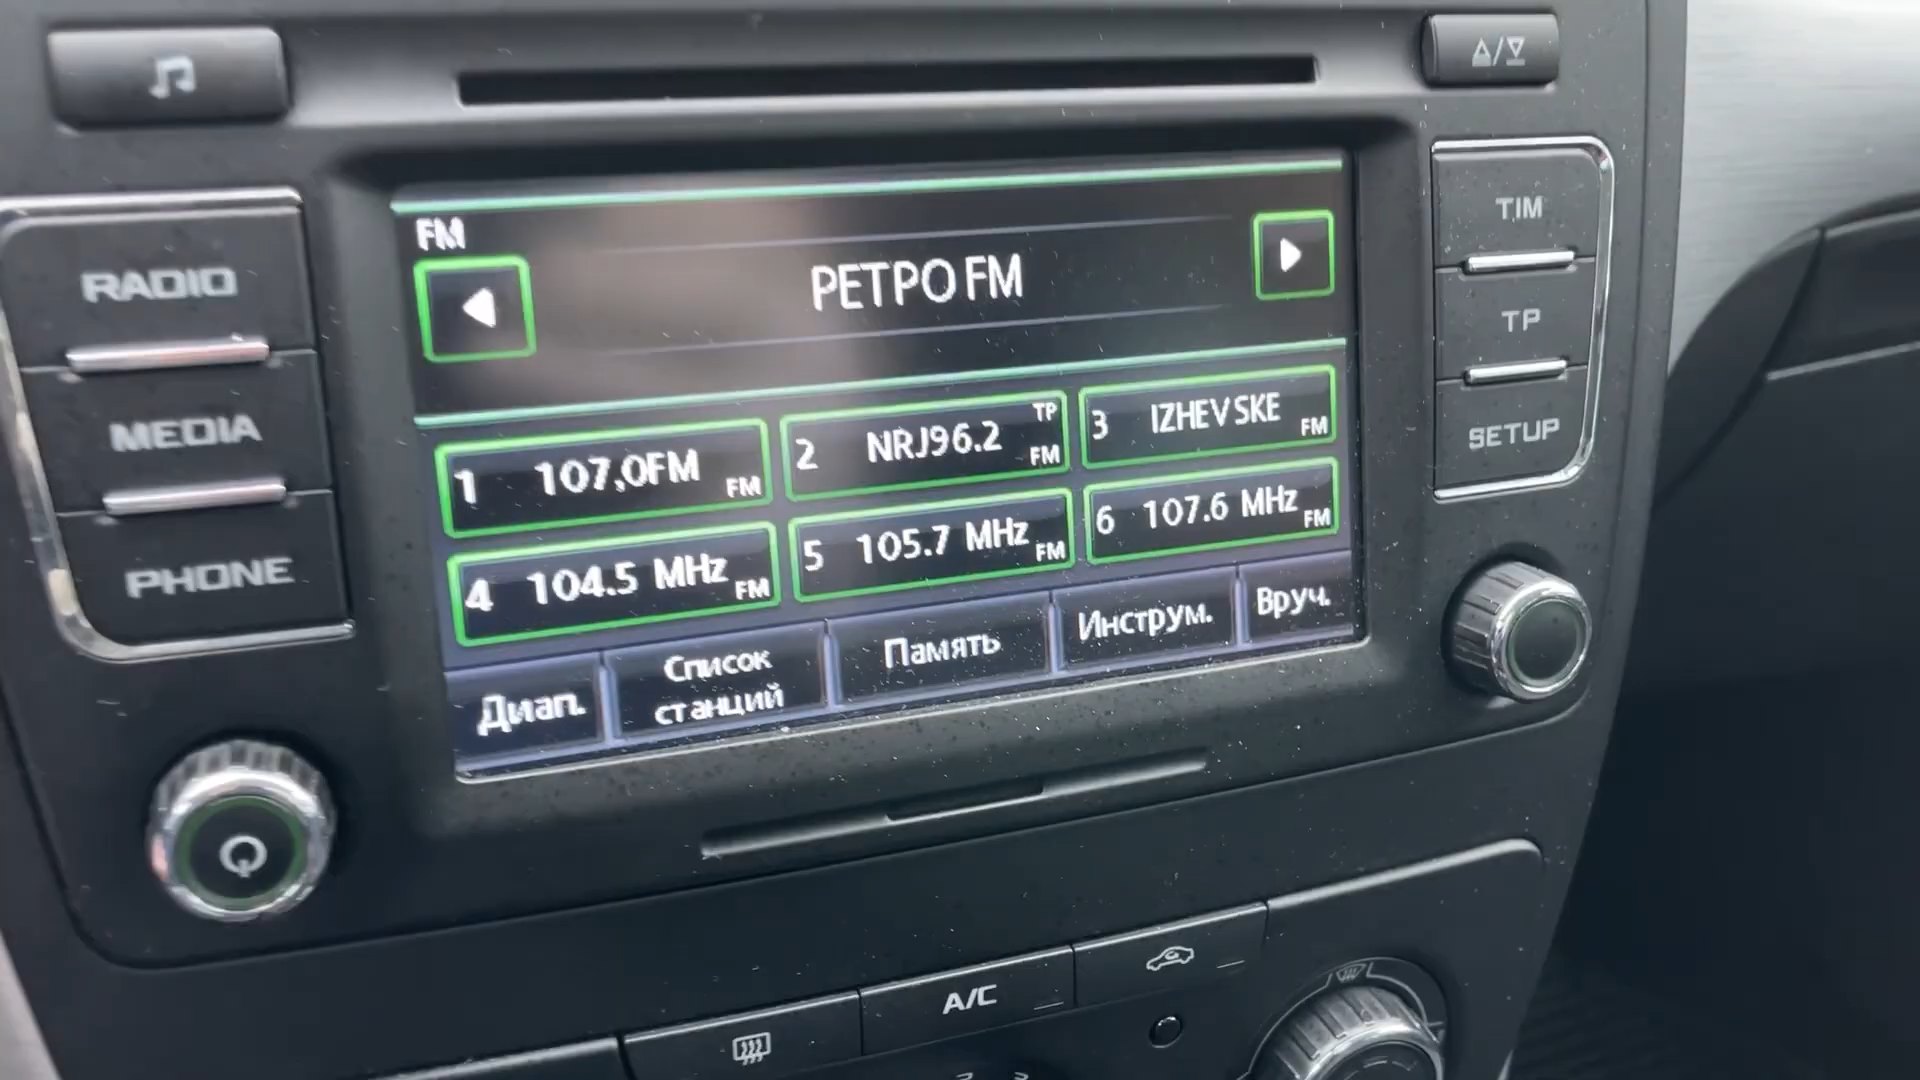 FM
РЕТРО FM
1 107,0FM FM
2 NRJ96.2 TP FM
3 IZHEVSKE FM
4 104.5 MHz FM
5 105.7 MHz FM
6 107.6 MHz FM
Диап.
Список
станций
Память
Инструм.
Вруч.
RADIO
MEDIA
PHONE
TIM
TP
SETUP
A/C